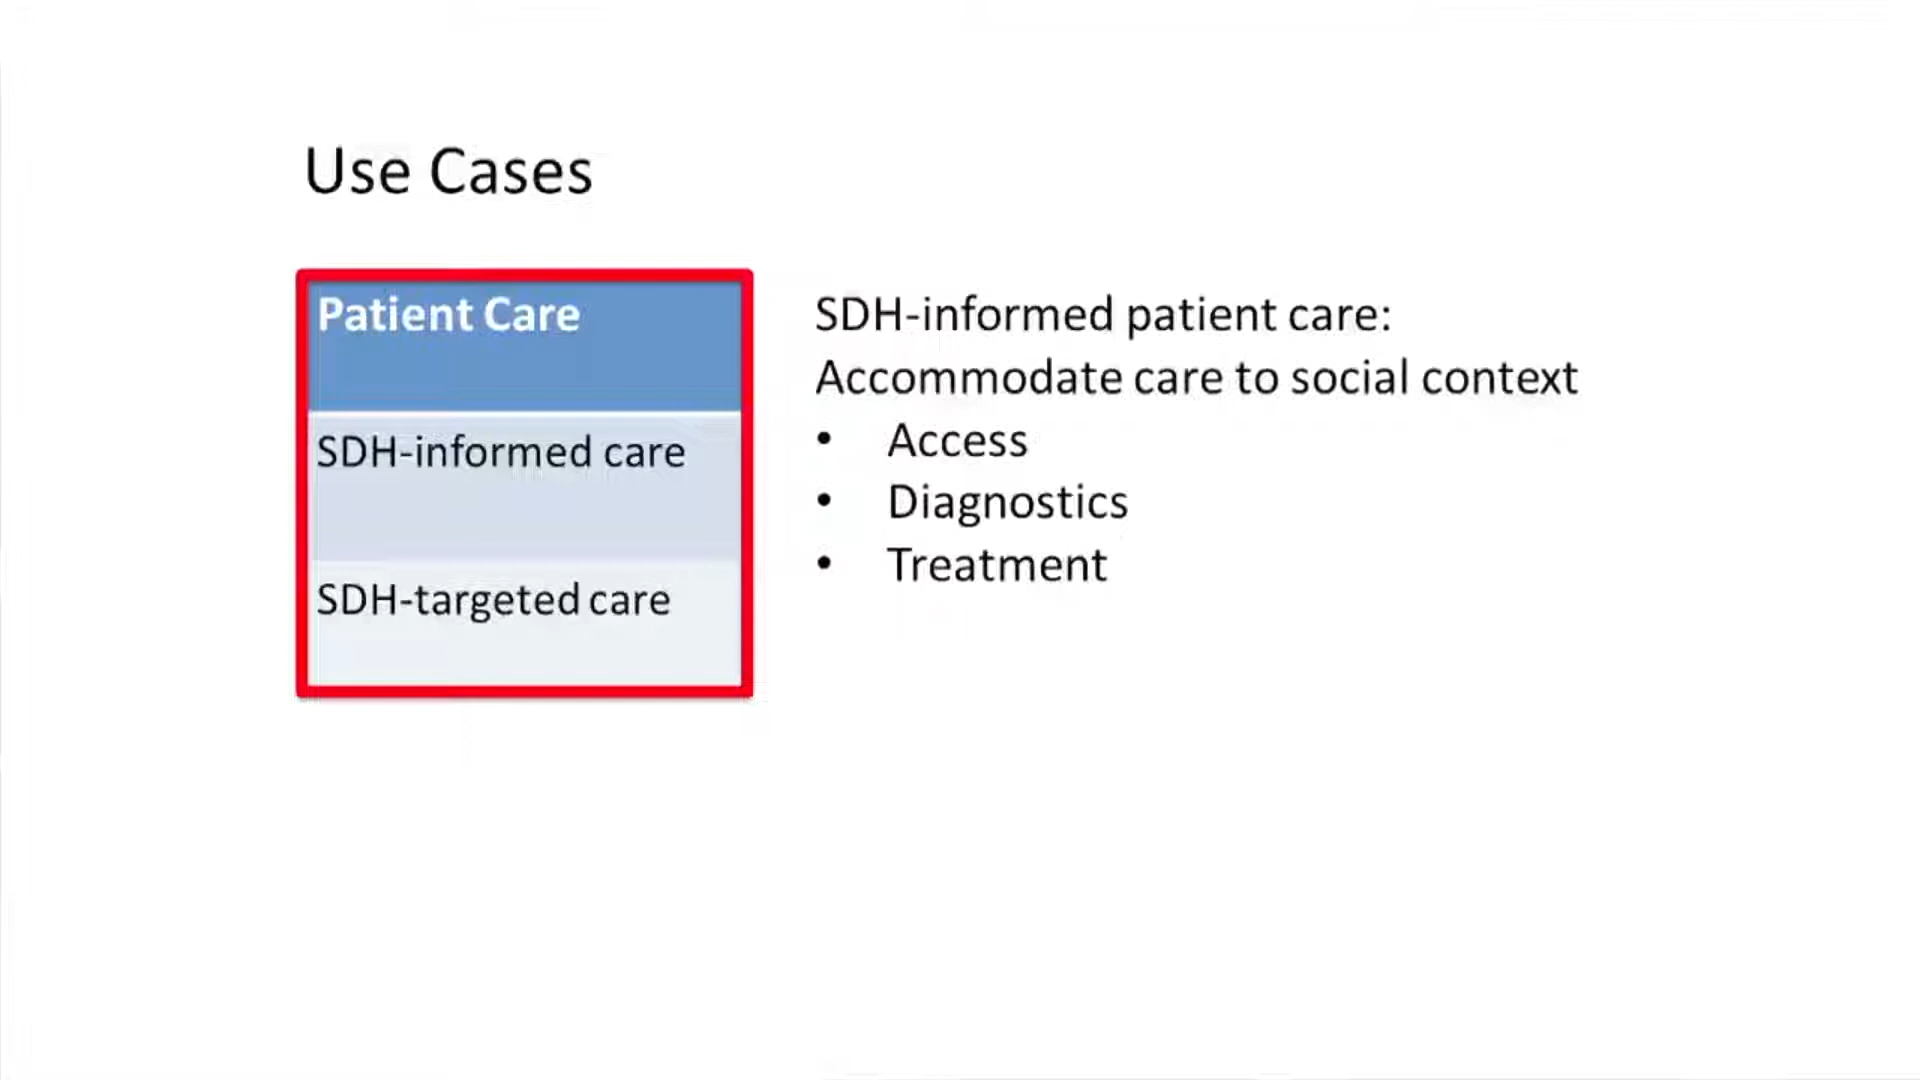 Use Cases
Patient Care
SDH-informed care
SDH-targeted care
SDH-informed patient care:
Accommodate care to social context
• Access
• Diagnostics
• Treatment